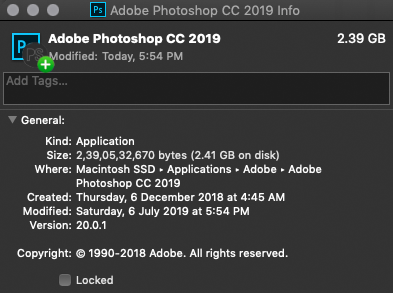 Ps Adobe Photoshop CC 2019 Info
Ps Adobe Photoshop CC 2019 2.39 GB
Modified: Today, 5:54 PM
Add Tags...
General:
Kind: Application
Size: 2,39,05,32,670 bytes (2.41 GB on disk)
Where: Macintosh SSD ▸ Applications ▸ Adobe ▸ Adobe
Photoshop CC 2019
Created: Thursday, 6 December 2018 at 4:45 AM
Modified: Saturday, 6 July 2019 at 5:54 PM
Version: 20.0.1
Copyright: © 1990-2018 Adobe. All rights reserved.
Locked